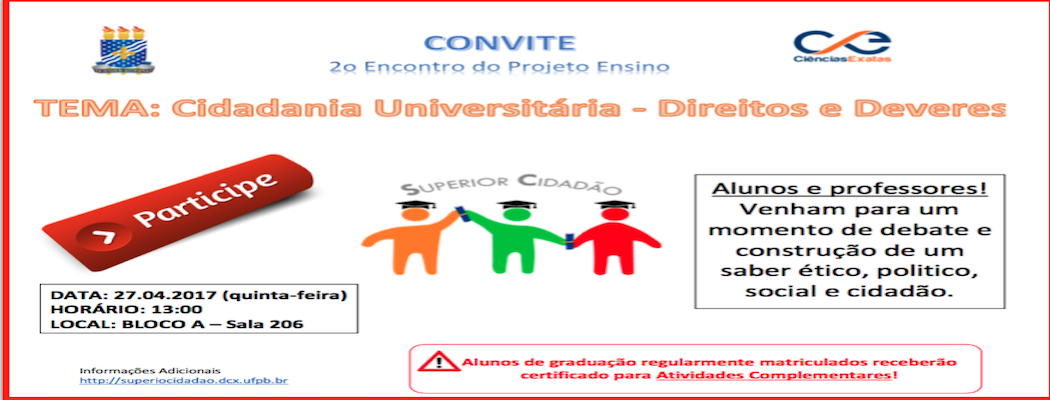 CONVITE
2o Encontro do Projeto Ensino
CiênciasExatas
TEMA: Cidadania Universitária - Direitos e Deveres
Participe
SUPERIOR CIDADÃO
Alunos e professores!
Venham para um
momento de debate e
construção de um
saber ético, politico,
social e cidadão.
DATA: 27.04.2017 (quinta-feira)
HORÁRIO: 13:00
LOCAL: BLOCO A – Sala 206
Informações Adicionais
http://superiocidadao.dcx.ufpb.br
Alunos de graduação regularmente matriculados receberão
certificado para Atividades Complementares!